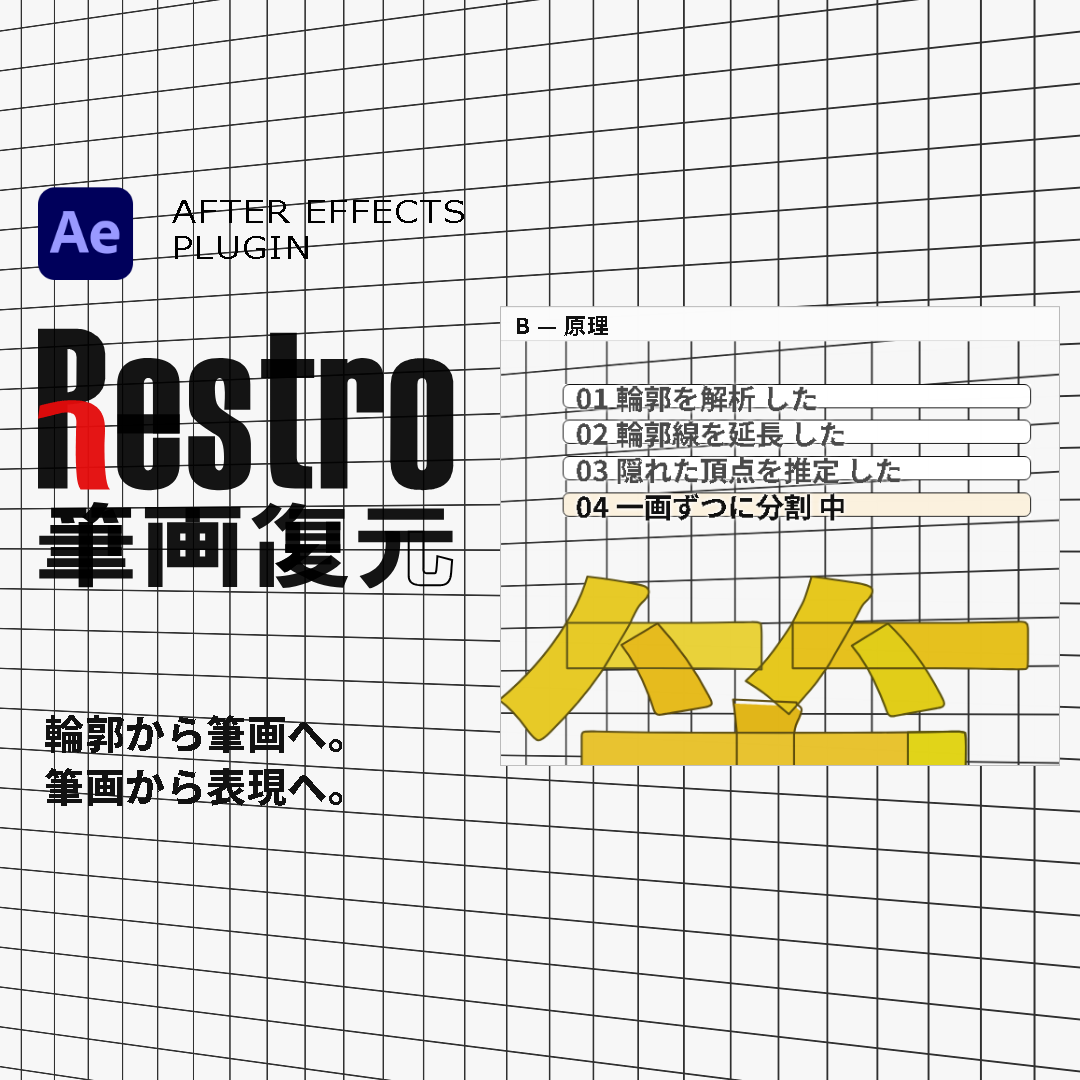 Ae
AFTER EFFECTS
PLUGIN
Restro
筆画復元
輪郭から筆画へ。
筆画から表現へ。
B — 原理
01 輪郭を解析 した
02 輪郭線を延長 した
03 隠れた頂点を推定 した
04 一画ずつに分割 中